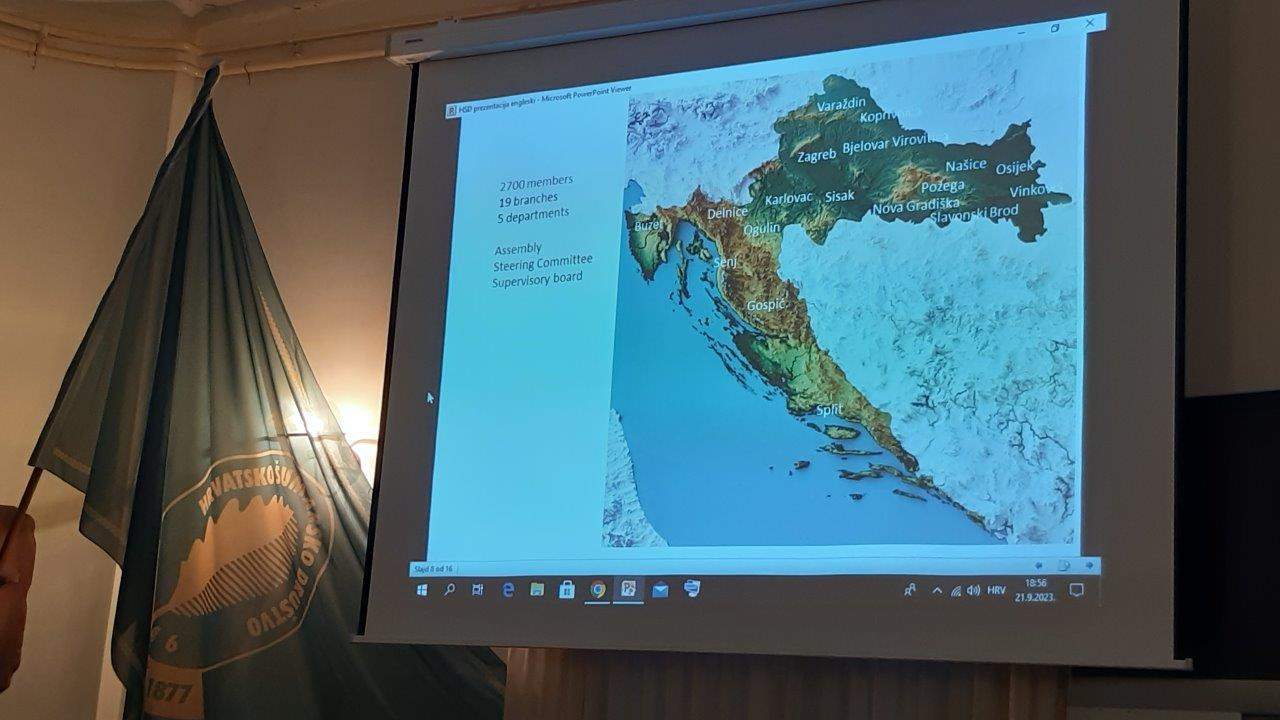 HSD prezentacija engleski - Microsoft PowerPoint Viewer
2700 members
19 branches
5 departments
Assembly
Steering Committee
Supervisory board
Varaždin
Zagreb
Bjelovar
Našice
Osijek
Požega
Karlovac
Sisak
Nova Gradiška
Slavonski Brod
Delnice
Ogulin
Senj
Gospić
Split
Slajd 8 od 16
HRV
18:56
21.9.2023.
DRUŠTVO
1877